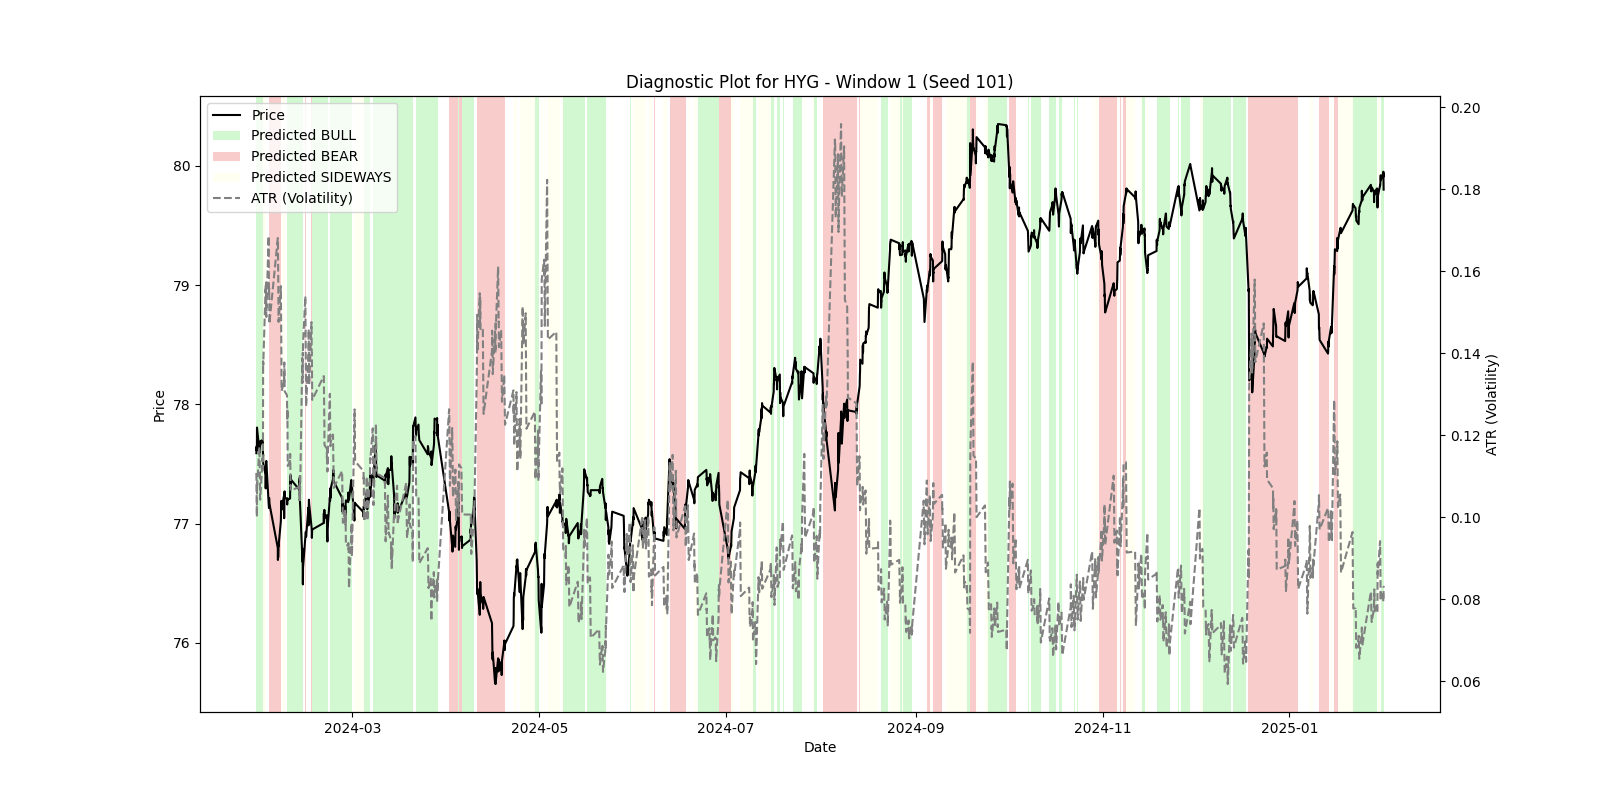 Diagnostic Plot for HYG - Window 1 (Seed 101)
Price
Predicted BULL
Predicted BEAR
Predicted SIDEWAYS
ATR (Volatility)
80
79
78
77
76
Price
0.20
0.18
0.16
0.14
0.12
0.10
0.08
0.06
ATR (Volatility)
2024-03
2024-05
2024-07
2024-09
2024-11
2025-01
Date